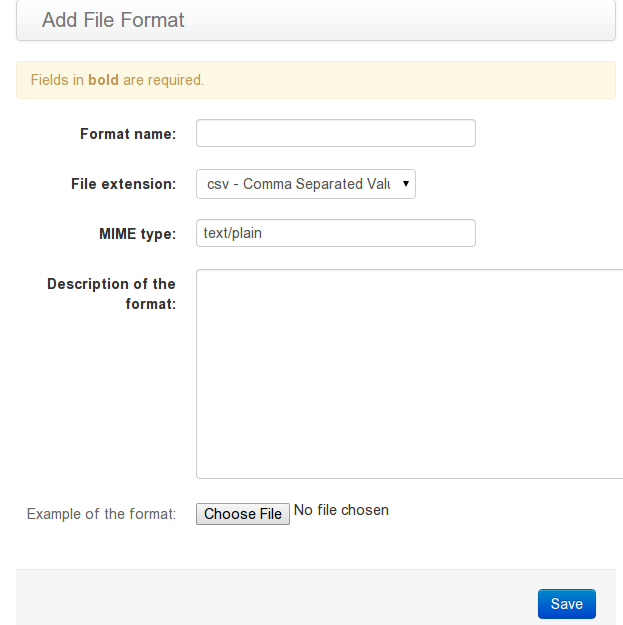 Add File Format
Fields in bold are required.
Format name:
File extension: csv - Comma Separated Valu
MIME type: text/plain
Description of the
format:
Example of the format: Choose File No file chosen
Save